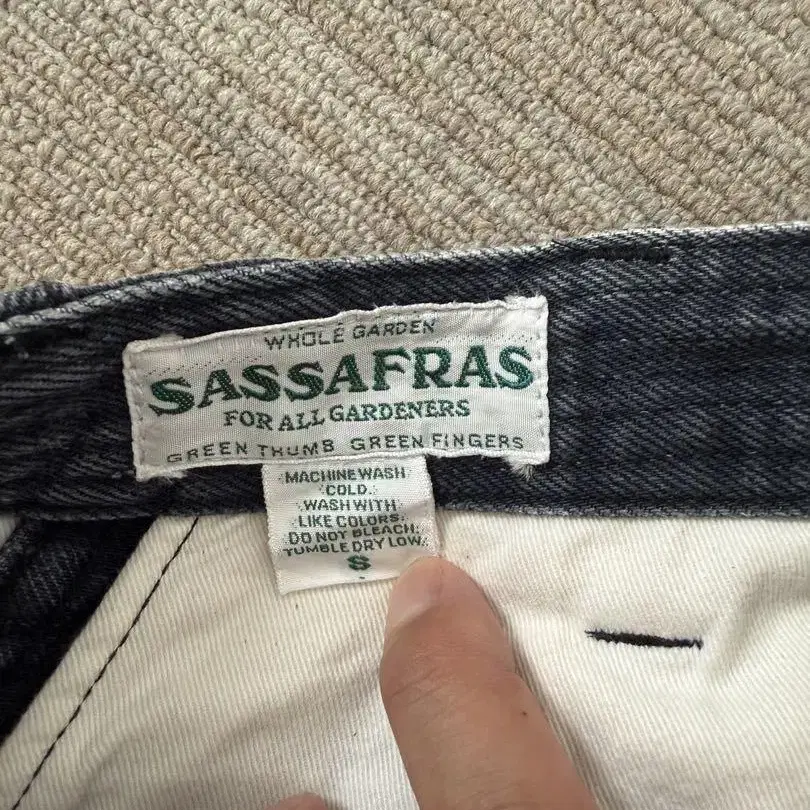 WHOLE GARDEN
SASSAFRAS
FOR ALL GARDENERS
GREEN THUMB GREEN FINGERS
MACHINE WASH
COLD.
WASH WITH
LIKE COLORS.
DO NOT BLEACH.
TUMBLE DRY LOW.
S